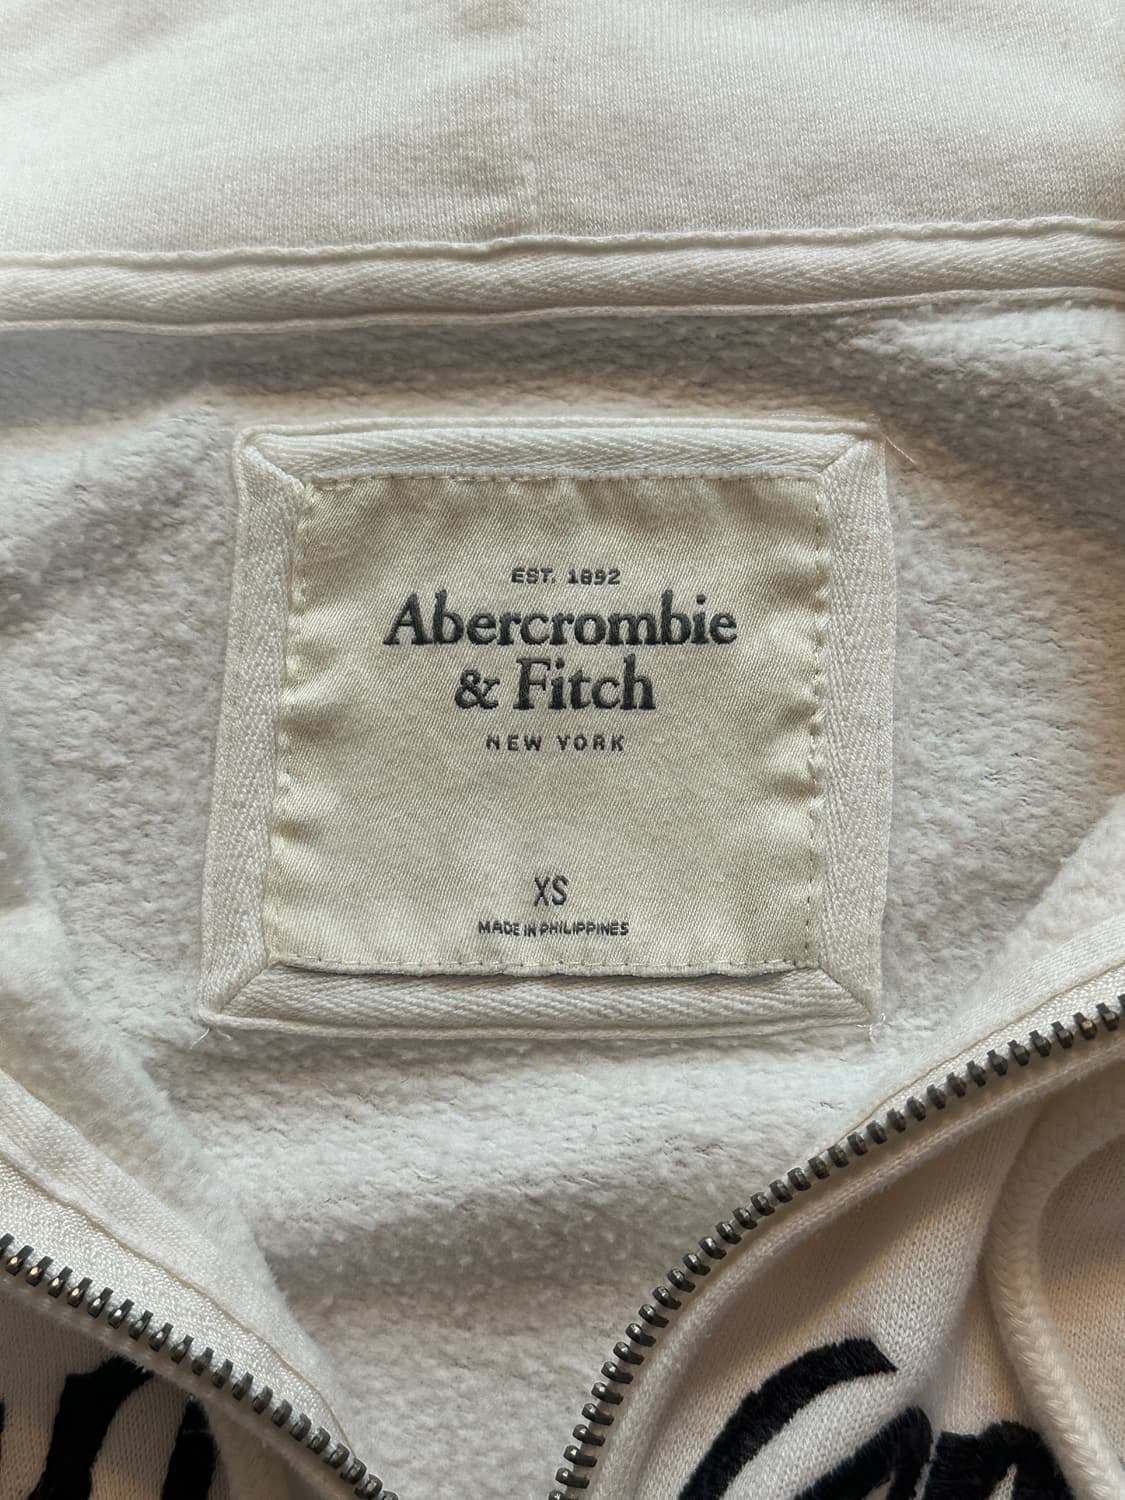 EST. 1892
Abercrombie
& Fitch
NEW YORK
XS
MADE IN PHILIPPINES